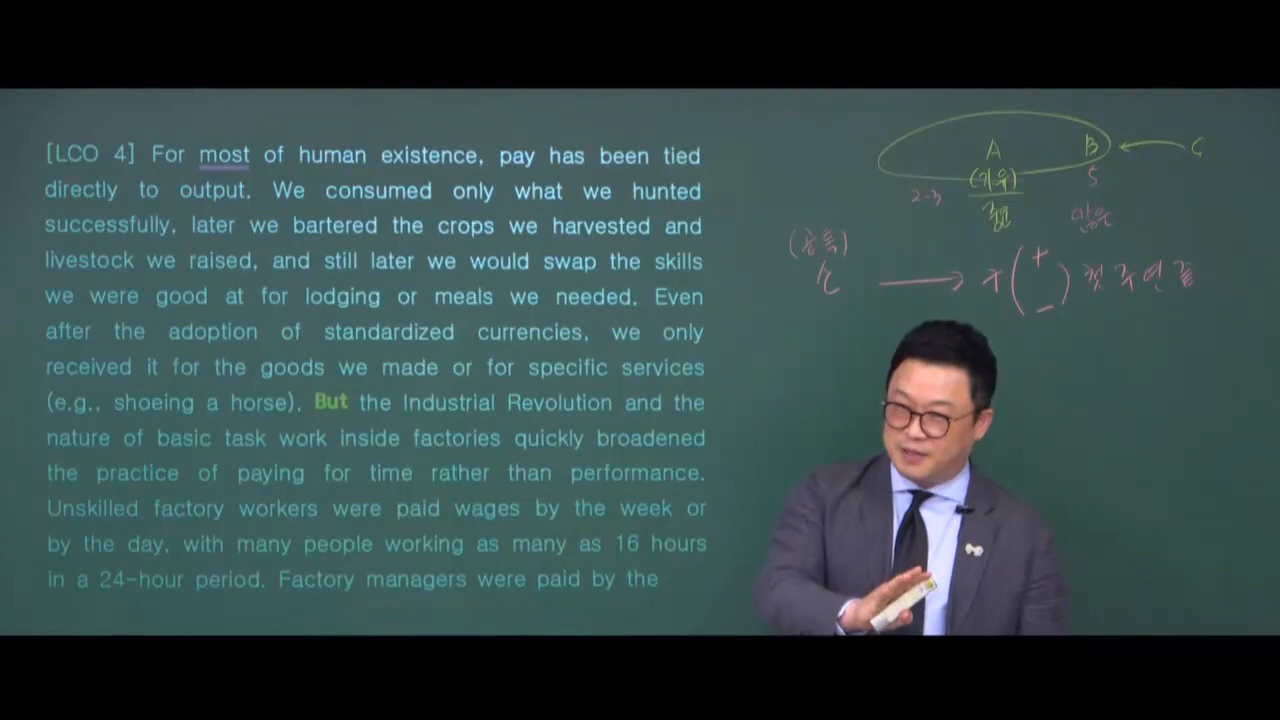 [LCO 4] For most of human existence, pay has been tied
directly to output. We consumed only what we hunted
successfully, later we bartered the crops we harvested and
livestock we raised, and still later we would swap the skills
we were good at for lodging or meals we needed. Even
after the adoption of standardized currencies, we only
received it for the goods we made or for specific services
(e.g., shoeing a horse). But the Industrial Revolution and the
nature of basic task work inside factories quickly broadened
the practice of paying for time rather than performance.
Unskilled factory workers were paid wages by the week or
by the day, with many people working as many as 16 hours
in a 24-hour period. Factory managers were paid by the
A B C
2-3 5
(공특)
+
-